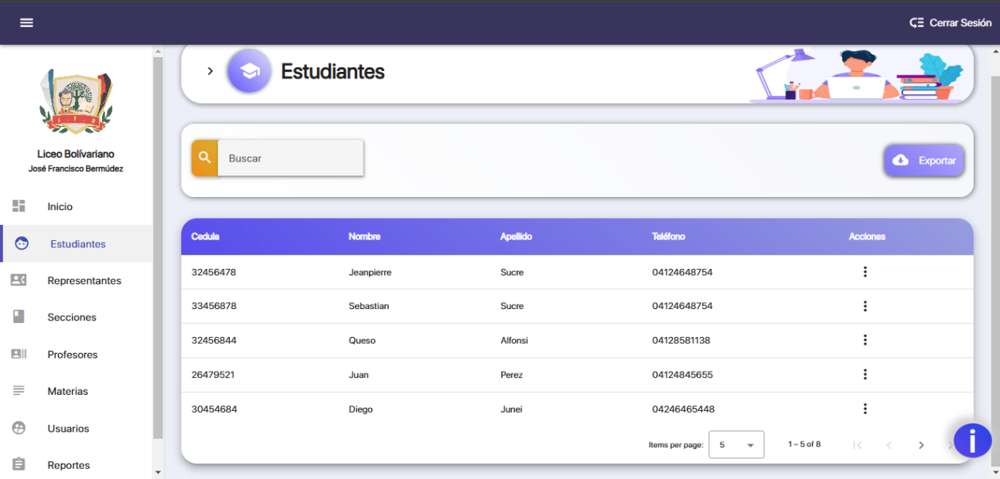 Cerrar Sesión
Liceo Bolívariano
José Francisco Bermúdez
Inicio
Estudiantes
Representantes
Secciones
Profesores
Materias
Usuarios
Reportes
Estudiantes
Buscar
Exportar
Cedula Nombre Apellido Teléfono Acciones
32456478 Jeanpierre Sucre 04124648754
33456878 Sebastian Sucre 04124648754
32456844 Queso Alfonsi 04128581138
26479521 Juan Perez 04124845655
30454684 Diego Junei 04246465448
Items per page: 5 1 – 5 of 8
i